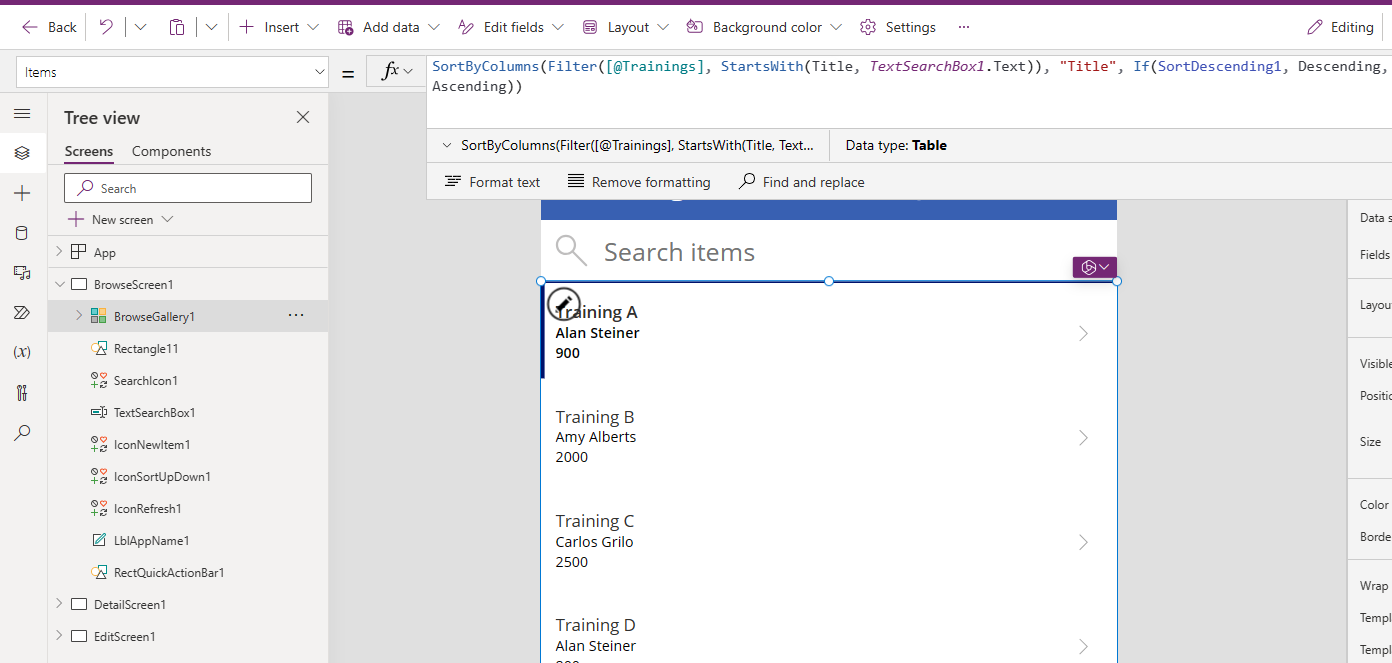 Back Insert Add data Edit fields Layout Background color Settings ... Editing
Items = fx SortByColumns(Filter([@Trainings], StartsWith(Title, TextSearchBox1.Text)), "Title", If(SortDescending1, Descending,
Ascending))
Tree view
Screens Components
SortByColumns(Filter([@Trainings], StartsWith(Title, Text... Data type: Table
Format text Remove formatting Find and replace
Search
New screen
App
BrowseScreen1
BrowseGallery1 ...
Rectangle11
SearchIcon1
TextSearchBox1
IconNewItem1
IconSortUpDown1
IconRefresh1
LblAppName1
RectQuickActionBar1
DetailScreen1
EditScreen1
(x)
Search items
Training A
Alan Steiner
900
Training B
Amy Alberts
2000
Training C
Carlos Grilo
2500
Training D
Alan Steiner
Data s
Fields
Layou
Visible
Positic
Size
Color
Borde
Wrap
Templ
Templ